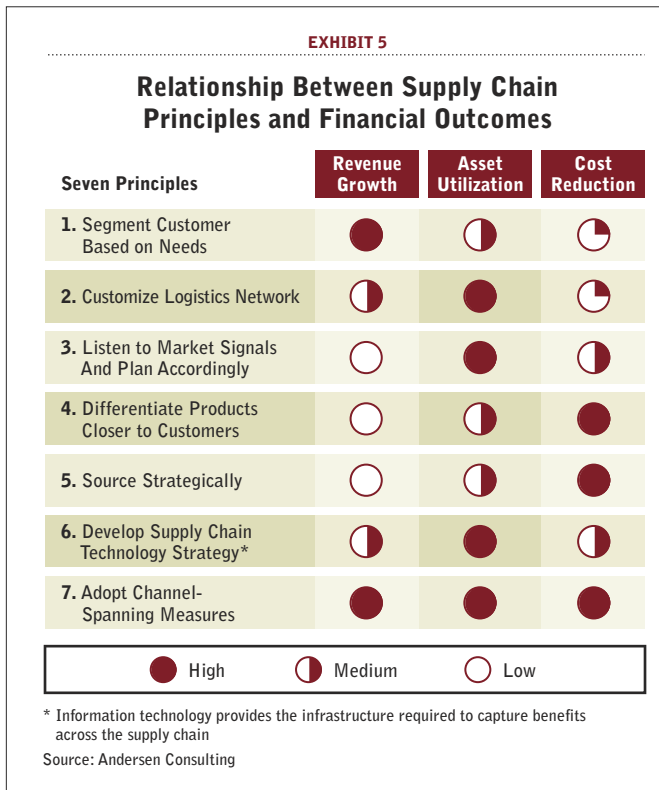 EXHIBIT 5
Relationship Between Supply Chain
Principles and Financial Outcomes
Seven Principles
Revenue
Growth
Asset
Utilization
Cost
Reduction
1. Segment Customer
Based on Needs
2. Customize Logistics Network
3. Listen to Market Signals
And Plan Accordingly
4. Differentiate Products
Closer to Customers
5. Source Strategically
6. Develop Supply Chain
Technology Strategy*
7. Adopt Channel-
Spanning Measures
High
Medium
Low
* Information technology provides the infrastructure required to capture benefits
across the supply chain
Source: Andersen Consulting